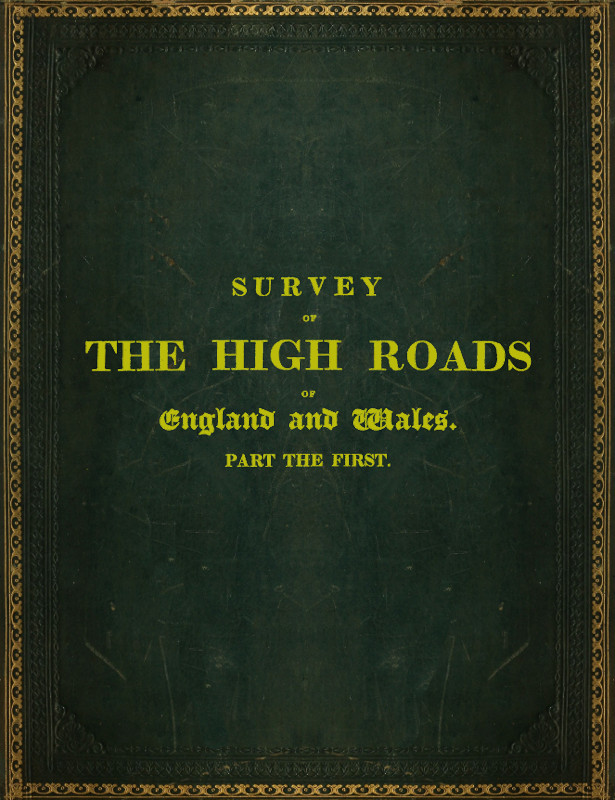 SURVEY
OF
THE HIGH ROADS
OF
England and Wales.
PART THE FIRST.